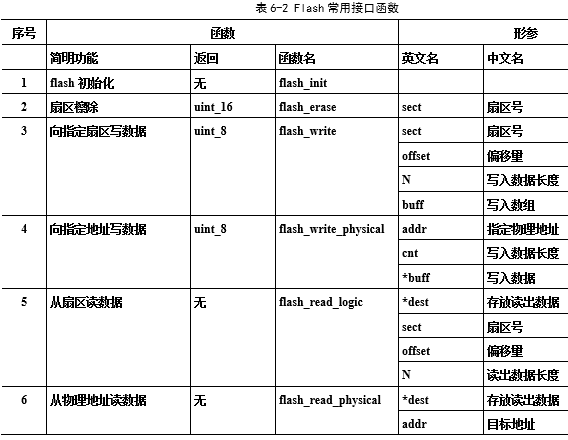 表6-2 Flash常用接口函数
序号 函数 形参
简明功能 返回 函数名 英文名 中文名
1 flash 初始化 无 flash_init
2 扇区擦除 uint_16 flash_erase sect 扇区号
3 向指定扇区写数据 uint_8 flash_write sect 扇区号
offset 偏移量
N 写入数据长度
buff 写入数组
4 向指定地址写数据 uint_8 flash_write_physical addr 指定物理地址
cnt 写入数据长度
*buff 写入数据
5 从扇区读数据 无 flash_read_logic *dest 存放读出数据
sect 扇区号
offset 偏移量
N 读出数据长度
6 从物理地址读数据 无 flash_read_physical *dest 存放读出数据
addr 目标地址